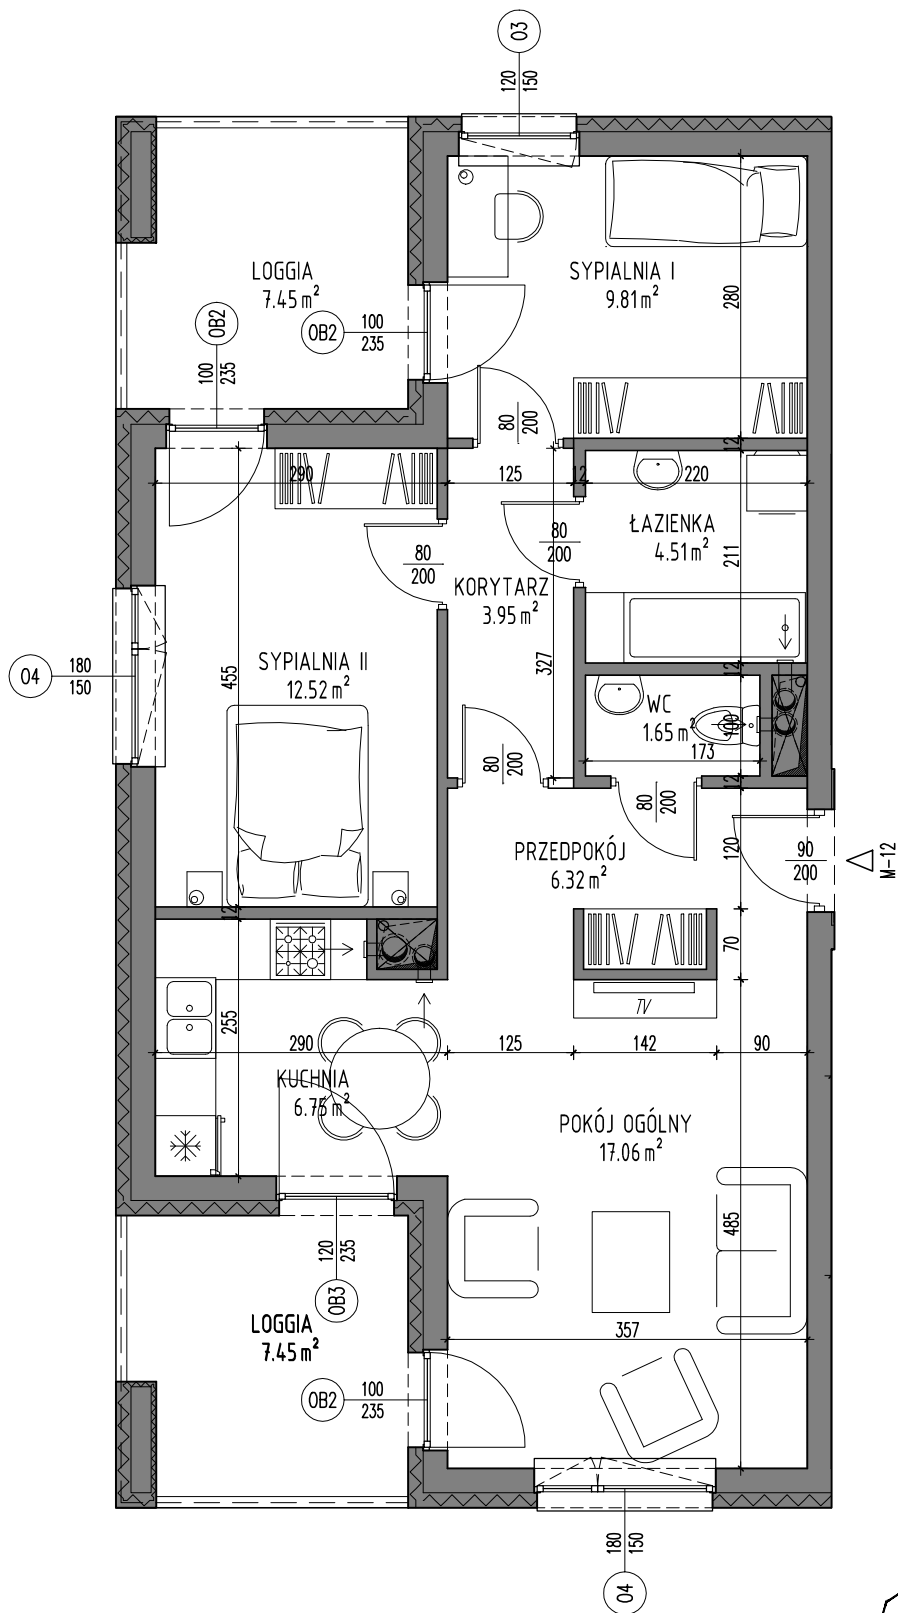 03
120
150
LOGGIA
7.45 m²
SYPIALNIA I
9.81 m²
280
OB2
100
235
OB2
100
235
80
200
12
290
125
12
220
ŁAZIENKA
4.51 m²
211
80
200
80
200
KORYTARZ
3.95 m²
327
04
180
150
SYPIALNIA II
12.52 m²
455
12
WC
1.65 m²
100
173
12
80
200
80
200
PRZEDPOKÓJ
6.32 m²
120
90
200
M-12
12
70
TV
255
290
125
142
90
KUCHNIA
6.75 m²
POKÓJ OGÓLNY
17.06 m²
485
120
235
OB3
LOGGIA
7.45 m²
357
OB2
100
235
180
150
04